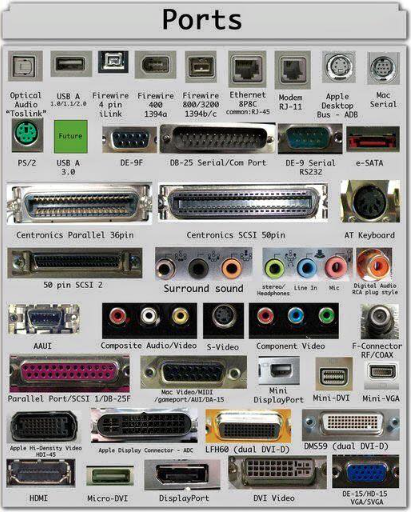 Ports
Optical Audio "Toslink"
USB A 1.0/1.1/2.0
Firewire 4 pin iLink
Firewire 400 1394a
Firewire 800/3200 1394b/c
Ethernet 8P8C common:RJ-45
Modem RJ-11
Apple Desktop Bus - ADB
Mac Serial
PS/2
Future
USB A 3.0
DE-9F
DB-25 Serial/Com Port
DE-9 Serial RS232
e-SATA
Centronics Parallel 36pin
Centronics SCSI 50pin
AT Keyboard
50 pin SCSI 2
Surround sound
stereo/Headphones
Line In
Mic
Digital Audio RCA plug style
AAUI
Composite Audio/Video
S-Video
Component Video
F-Connector RF/COAX
Parallel Port/SCSI 1/DB-25F
Mac Video/MIDI /gameport/AUI/DA-15
Mini DisplayPort
Mini-DVI
Mini-VGA
Apple Hi-Density Video HDI-45
Apple Display Connector - ADC
LFH60 (dual DVI-D)
DMS59 (dual DVI-D)
HDMI
Micro-DVI
DisplayPort
DVI Video
DE-15/HD-15 VGA/SVGA